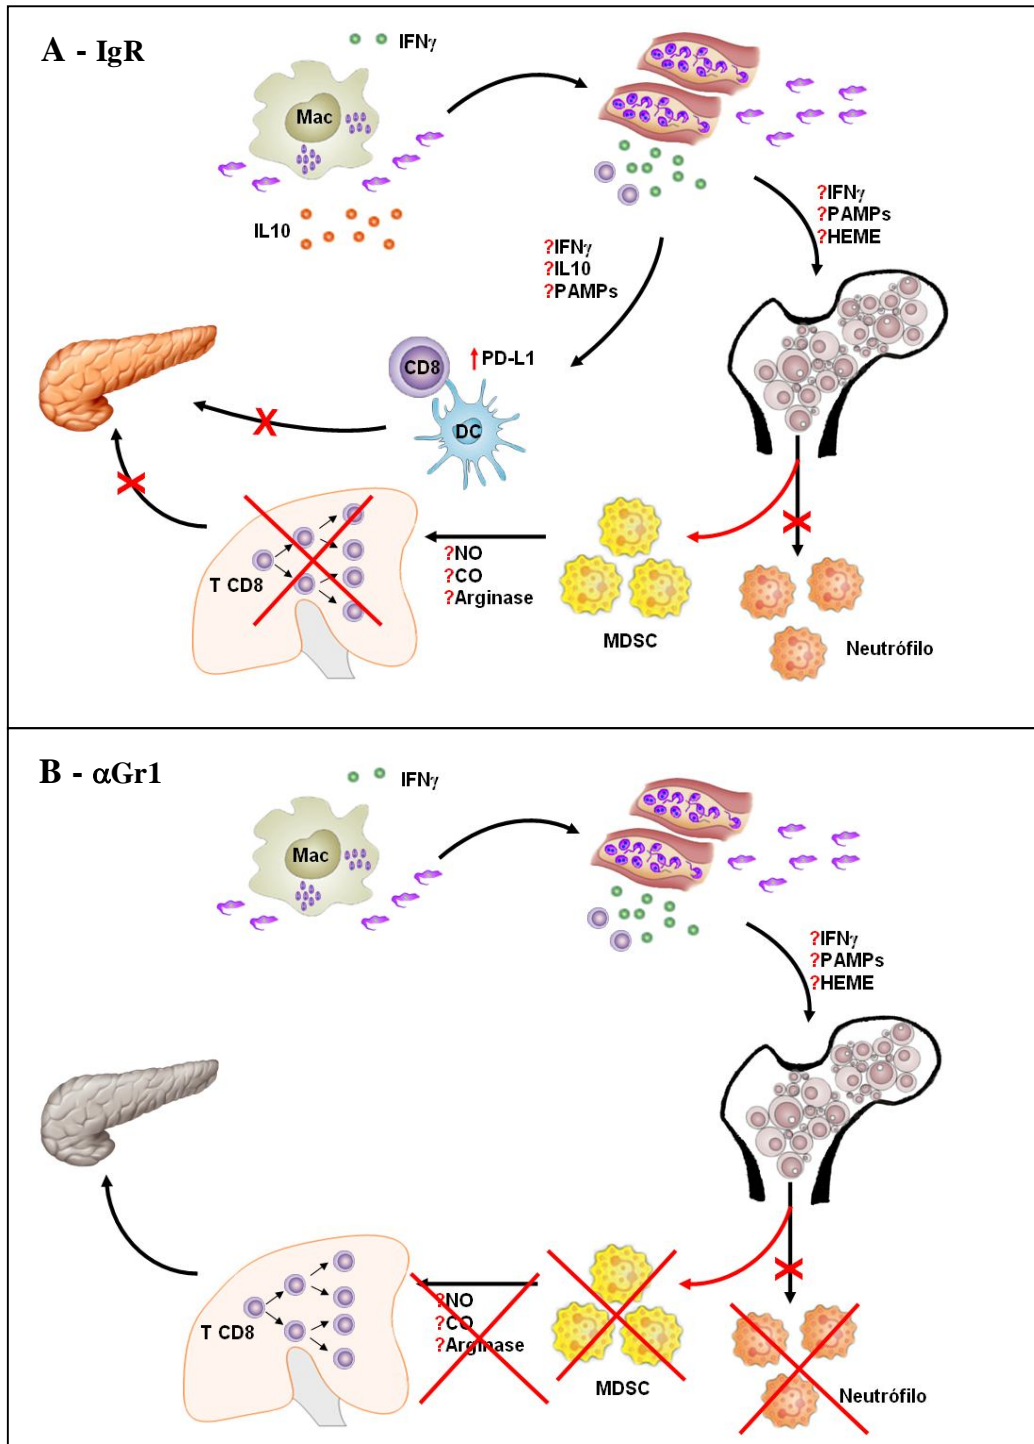 A - IgR
IFNγ
Mac
IL10
?IFNγ
?PAMPs
?HEME
?IFNγ
?IL10
?PAMPs
CD8
PD-L1
DC
T CD8
?NO
?CO
?Arginase
MDSC
Neutrófilo
B - αGr1
IFNγ
Mac
?IFNγ
?PAMPs
?HEME
T CD8
?NO
?CO
?Arginase
MDSC
Neutrófilo